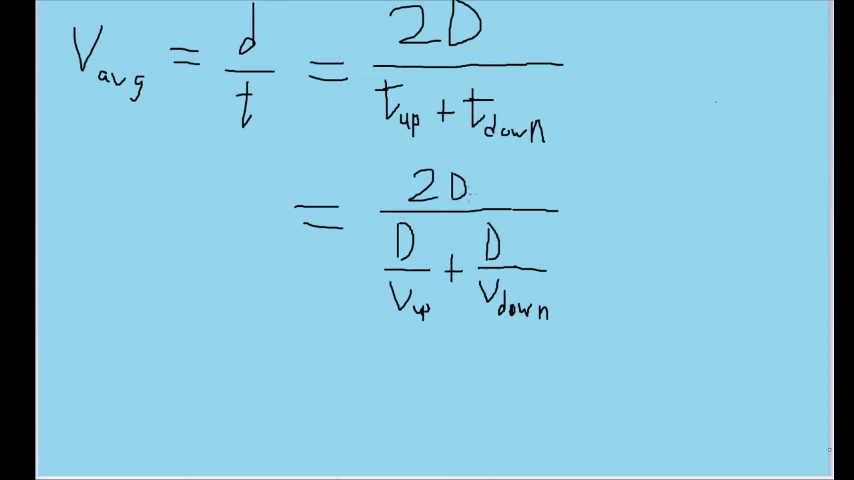 V_avg = d/t = 2D/(t_up + t_down)
= 2D/(D/V_up + D/V_down)